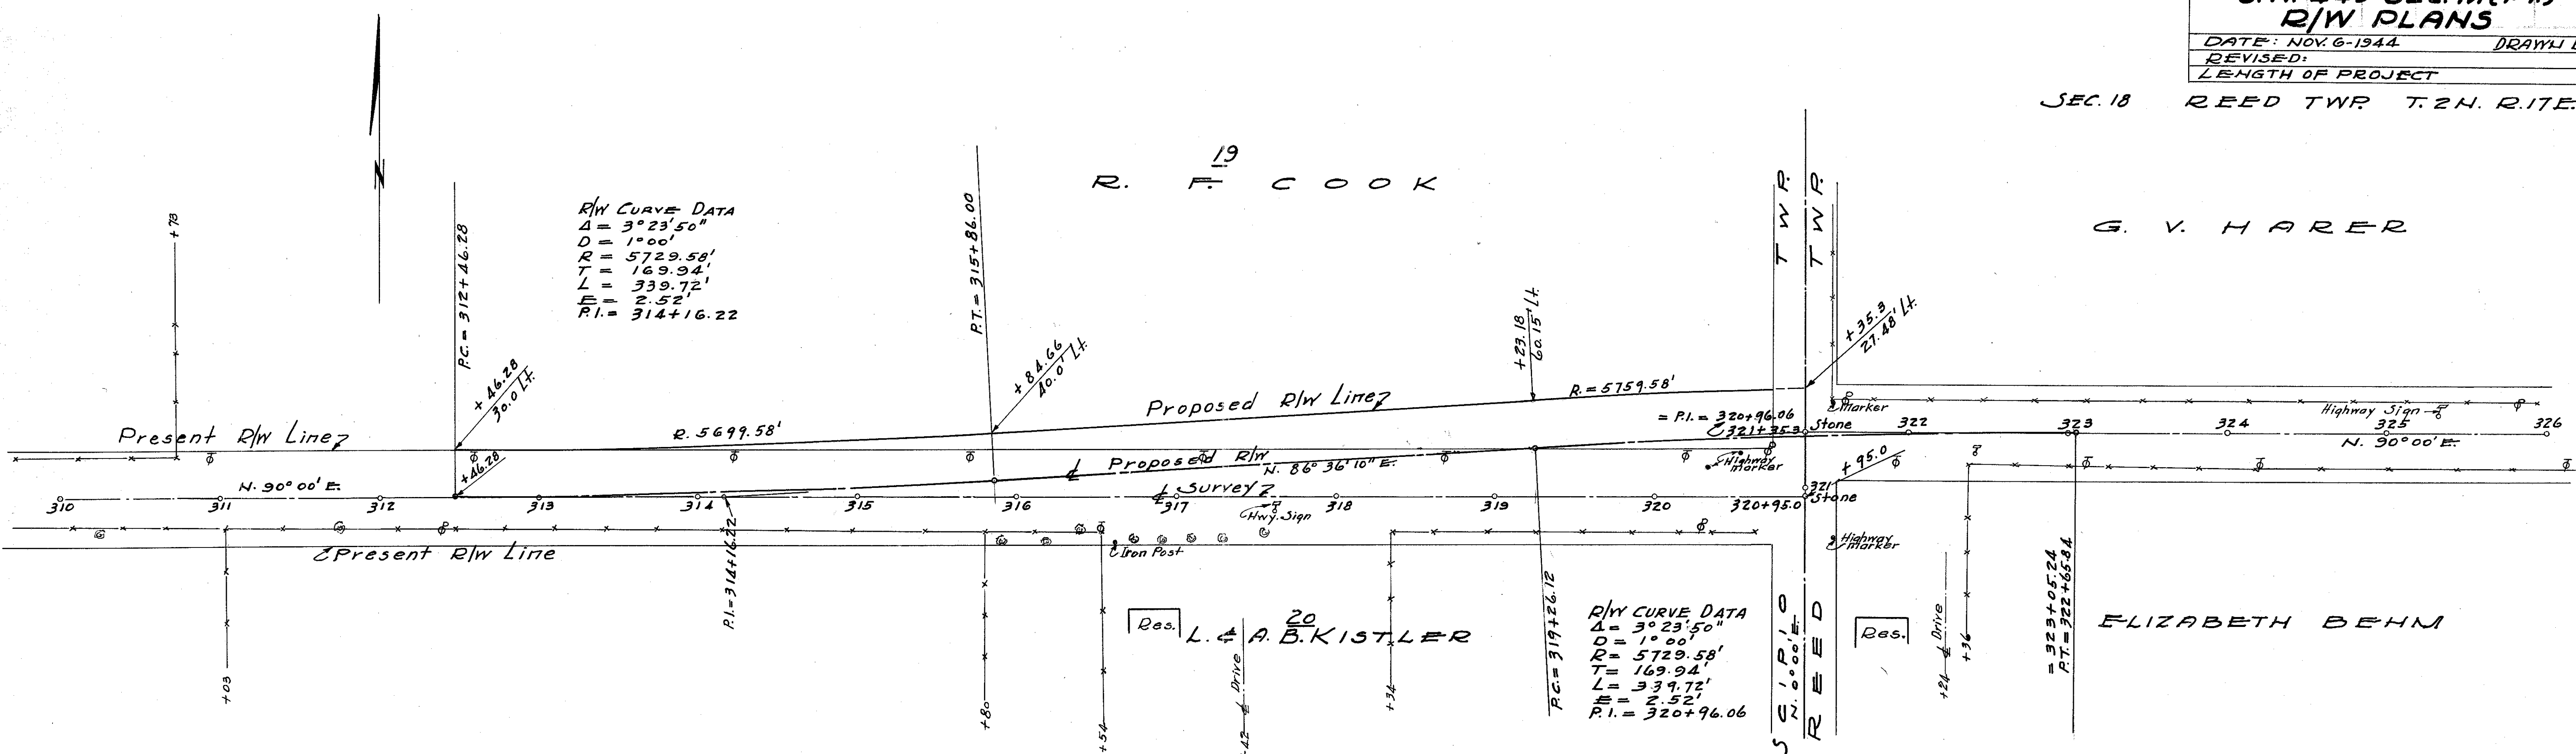 R/W PLANS
DATE: NOV. 6-1944 DRAWN
REVISED:
LENGTH OF PROJECT
SEC. 18 REED TWP. T. 2 N. R. 17 E.
19
R. F. COOK
G. V. HARER
TWP.
TWP.
N
+73
P.C. = 312+46.28
R/W CURVE DATA
Δ = 3°23'50"
D = 1°00'
R = 5729.58'
T = 169.94'
L = 339.72'
E = 2.52'
P.I. = 314+16.22
P.T. = 315+86.00
+46.28
30.0 Lt.
+84.66
40.0' Lt.
+23.18
60.15' Lt.
+35.3
27.48' Lt.
Present R/W Line
R. 5699.58'
Proposed R/W Line
R. = 5759.58'
= P.I. = 320+96.06
321+35.3
Stone
Marker
Highway Sign
322 323 324 325 326
N. 90°00' E.
+46.28
Proposed R/W
N. 86°36'10" E.
Highway Marker
+95.0
N. 90°00' E.
℄ Survey
Hwy. Sign
310 311 312 313 314 315 316 317 318 319 320 320+95.0
321
Stone
Present R/W Line
Iron Post
Highway Marker
P.I. = 314+16.22
+03
+80
+54
Res.
20
L. & A. B. KISTLER
+42 ℄ Drive
+34
P.C. = 319+26.12
R/W CURVE DATA
Δ = 3°23'50"
D = 1°00'
R = 5729.58'
T = 169.94'
L = 339.72'
E = 2.52'
P.I. = 320+96.06
SCIPIO
N. 0°00' E.
REED
Res.
+24 ℄ Drive
+36
= 323+05.24
P.T. = 322+65.84
ELIZABETH BEHM